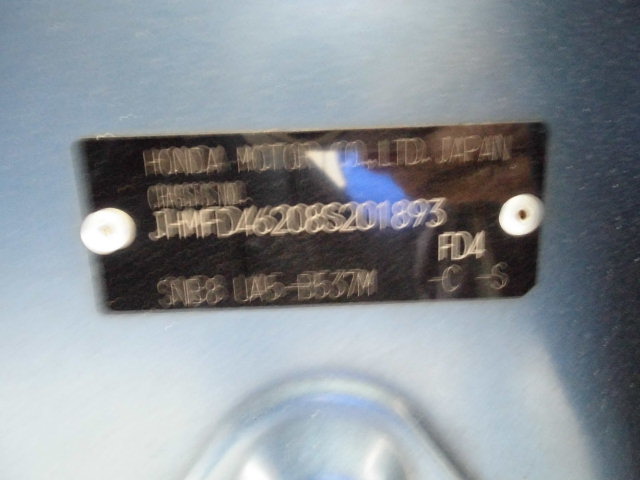 HONDA MOTOR CO.,LTD. JAPAN
CHASSIS NO.
JHMFD46208S201893
FD4
SNB8 UA5-B537M -C -S